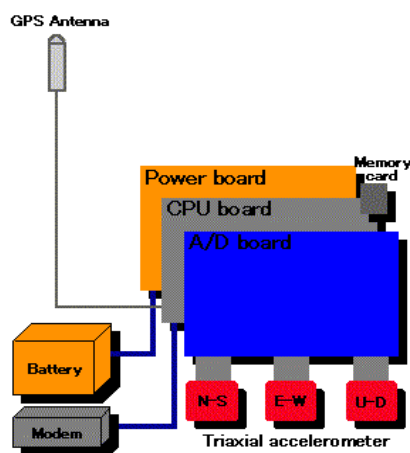 GPS Antenna
Memory
card
Power board
CPU board
A/D board
Battery
Modem
N-S
E-W
U-D
Triaxial accelerometer